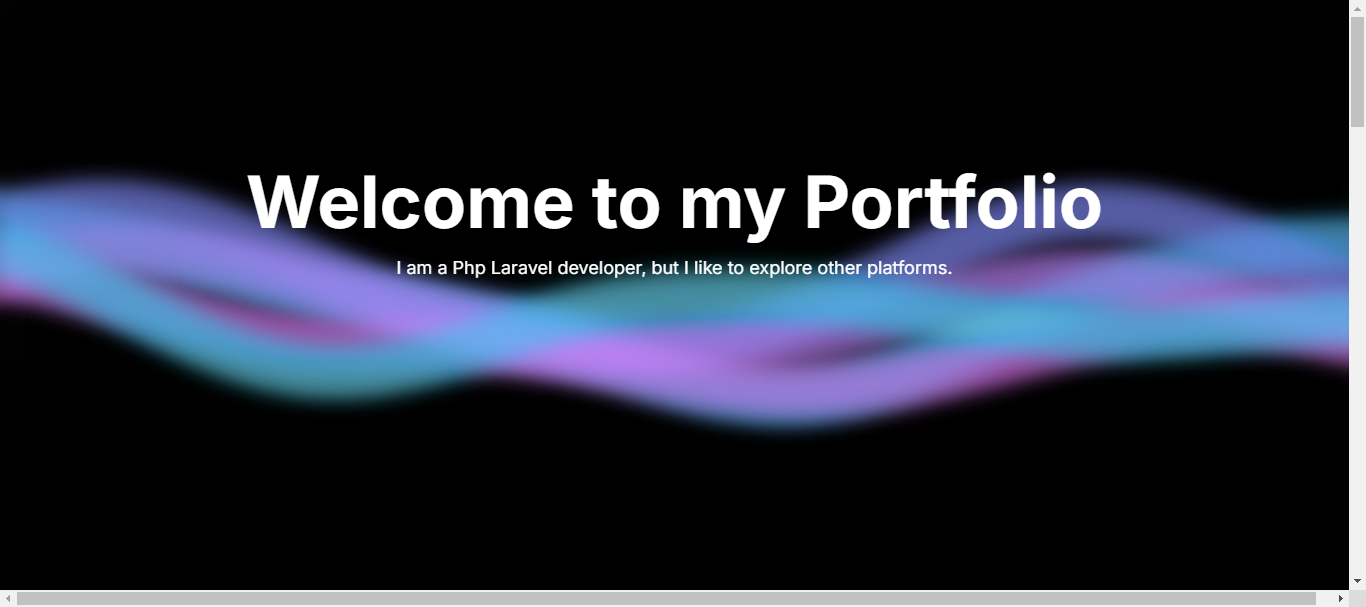 Welcome to my Portfolio
I am a Php Laravel developer, but I like to explore other platforms.